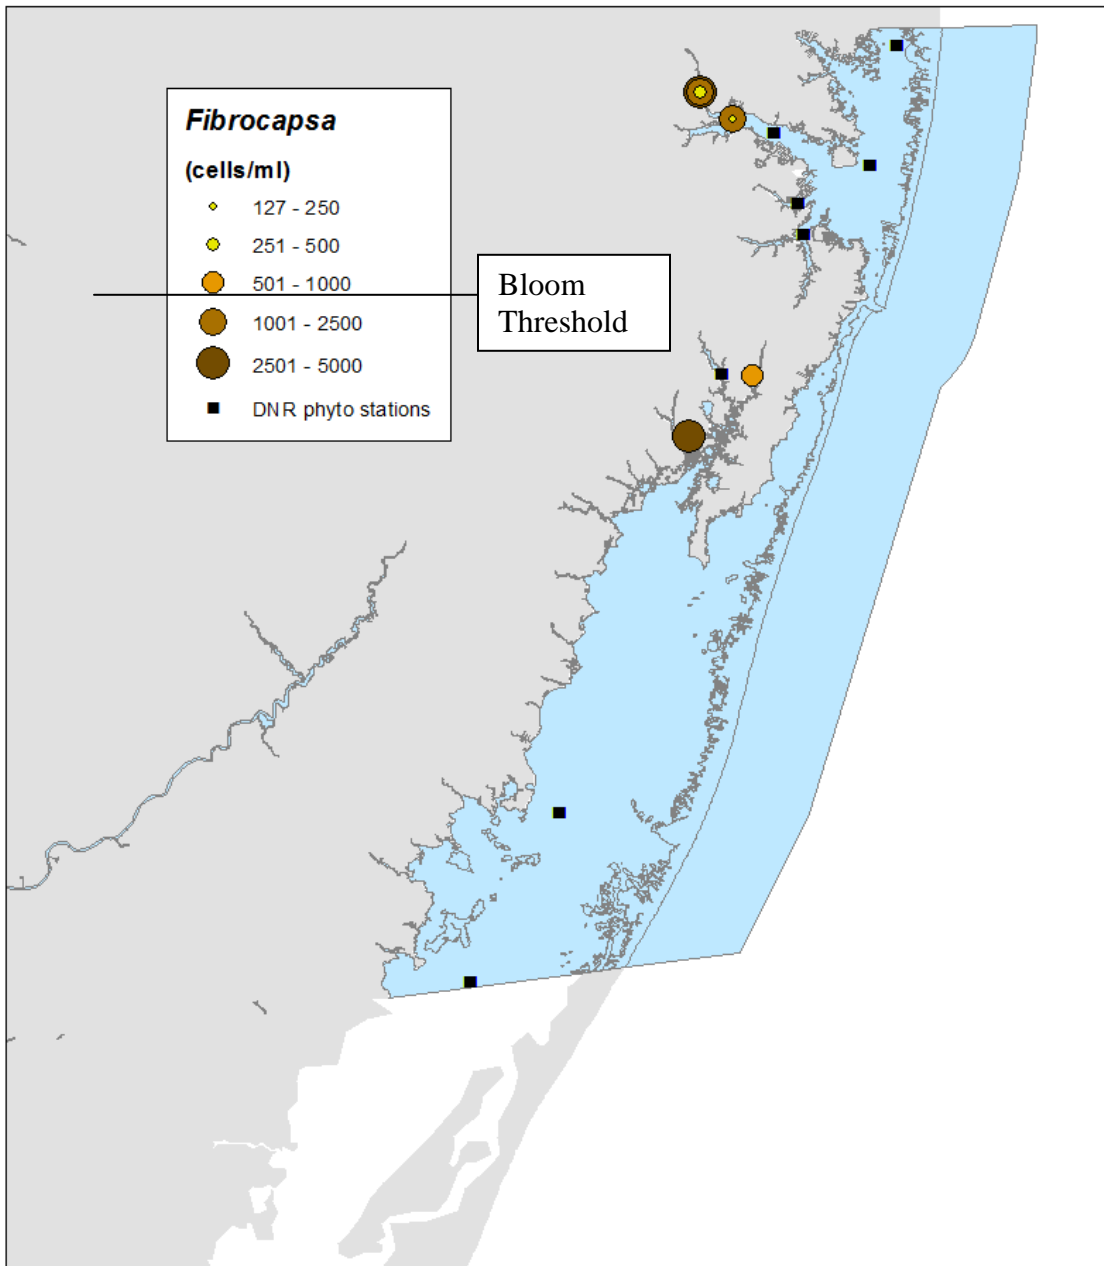 Fibrocapsa
(cells/ml)
127 - 250
251 - 500
501 - 1000
1001 - 2500
2501 - 5000
DNR phyto stations
Bloom
Threshold